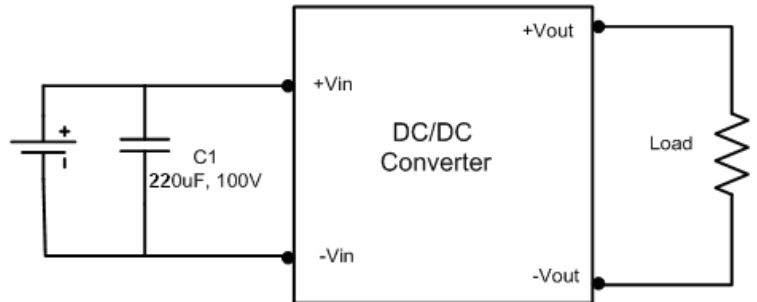 +Vout
+Vin
+
DC/DC
Converter
Load
C1
220uF, 100V
-Vin
-Vout